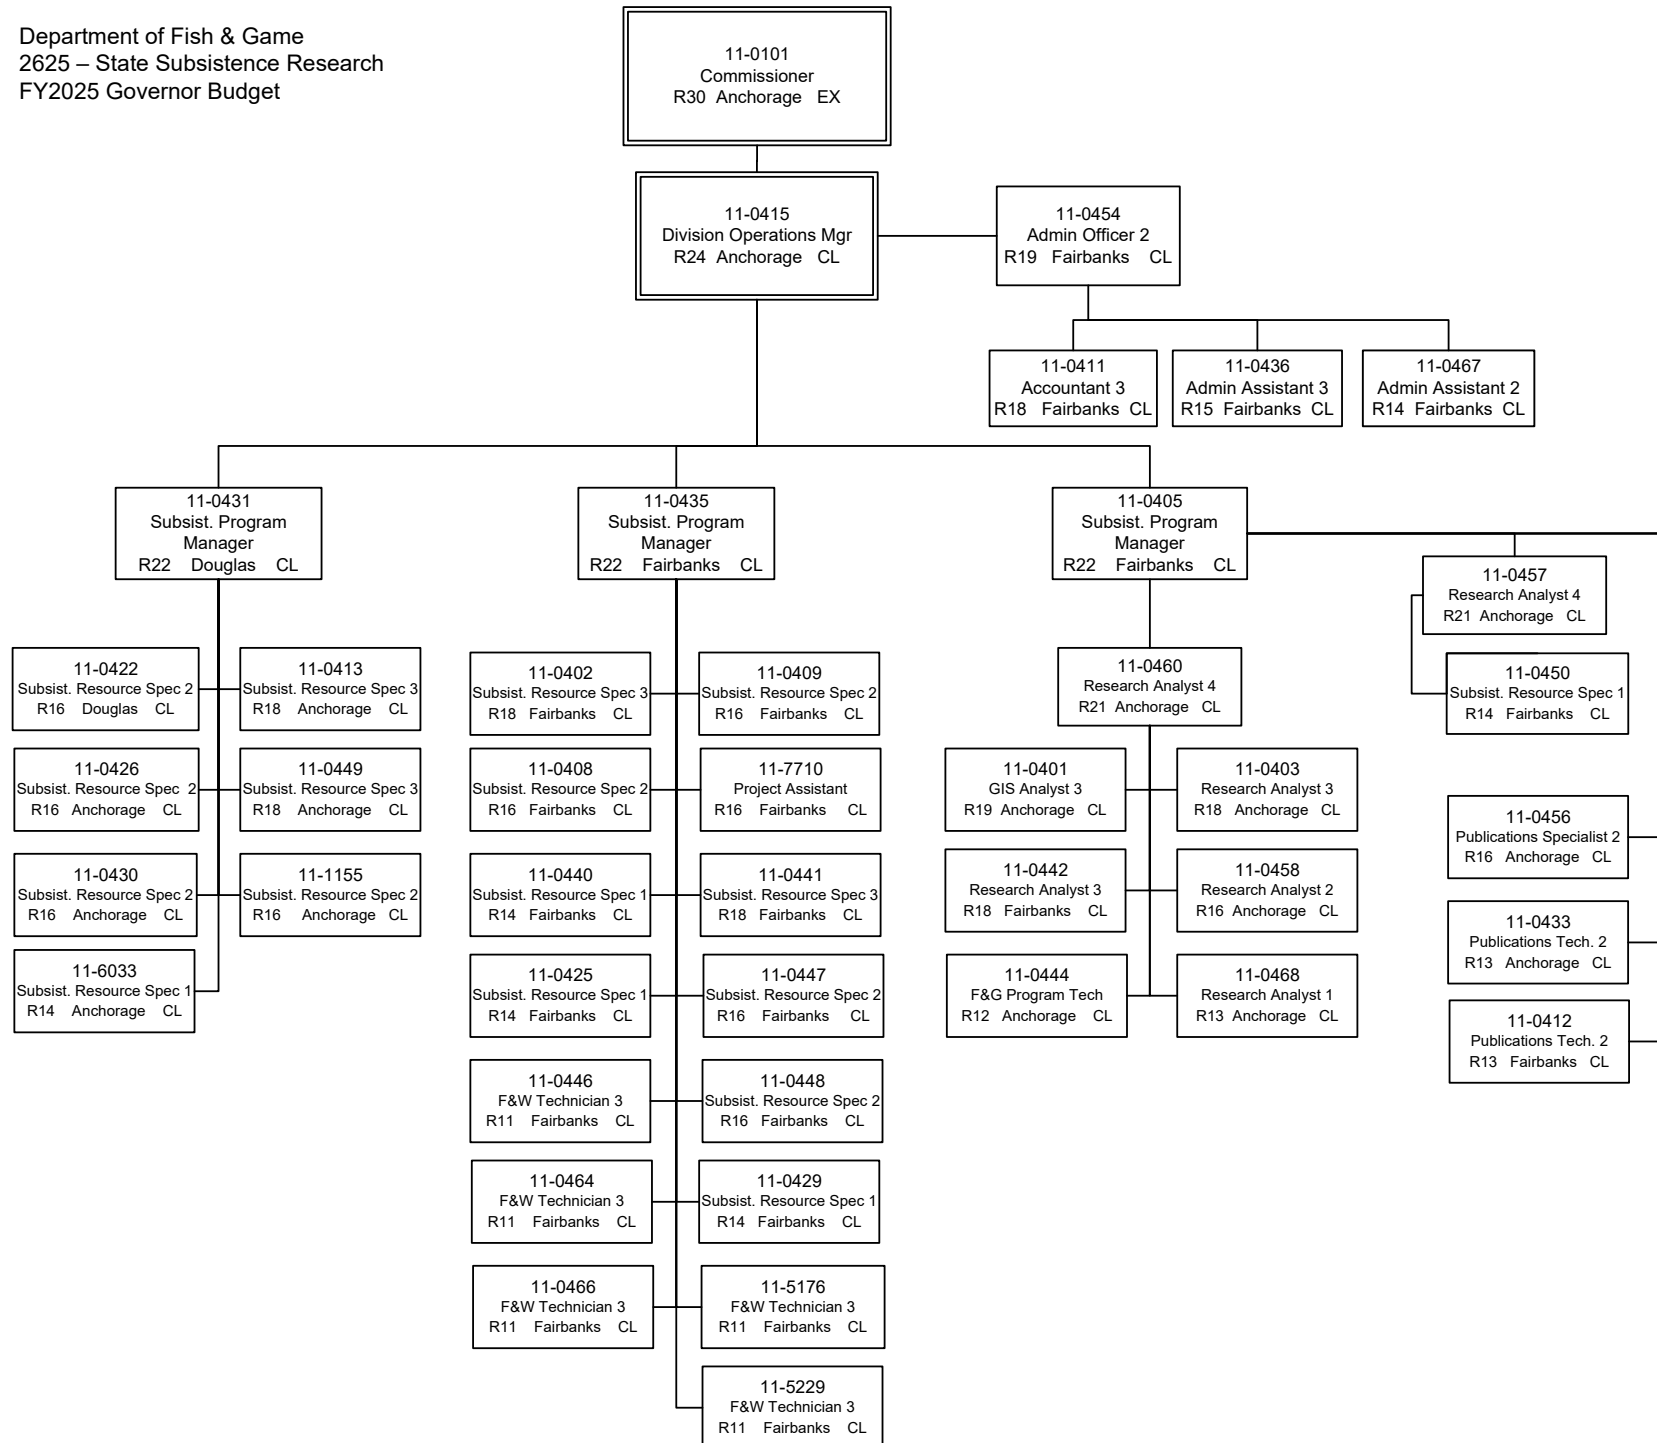 Department of Fish & Game
2625 – State Subsistence Research
FY2025 Governor Budget
11-0101
Commissioner
R30 Anchorage EX
11-0415
Division Operations Mgr
R24 Anchorage CL
11-0454
Admin Officer 2
R19 Fairbanks CL
11-0411
Accountant 3
R18 Fairbanks CL
11-0436
Admin Assistant 3
R15 Fairbanks CL
11-0467
Admin Assistant 2
R14 Fairbanks CL
11-0431
Subsist. Program
Manager
R22 Douglas CL
11-0435
Subsist. Program
Manager
R22 Fairbanks CL
11-0405
Subsist. Program
Manager
R22 Fairbanks CL
11-0457
Research Analyst 4
R21 Anchorage CL
11-0450
Subsist. Resource Spec 1
R14 Fairbanks CL
11-0422
Subsist. Resource Spec 2
R16 Douglas CL
11-0413
Subsist. Resource Spec 3
R18 Anchorage CL
11-0426
Subsist. Resource Spec 2
R16 Anchorage CL
11-0449
Subsist. Resource Spec 3
R18 Anchorage CL
11-0430
Subsist. Resource Spec 2
R16 Anchorage CL
11-1155
Subsist. Resource Spec 2
R16 Anchorage CL
11-6033
Subsist. Resource Spec 1
R14 Anchorage CL
11-0402
Subsist. Resource Spec 3
R18 Fairbanks CL
11-0409
Subsist. Resource Spec 2
R16 Fairbanks CL
11-0408
Subsist. Resource Spec 2
R16 Fairbanks CL
11-7710
Project Assistant
R16 Fairbanks CL
11-0440
Subsist. Resource Spec 1
R14 Fairbanks CL
11-0441
Subsist. Resource Spec 3
R18 Fairbanks CL
11-0425
Subsist. Resource Spec 1
R14 Fairbanks CL
11-0447
Subsist. Resource Spec 2
R16 Fairbanks CL
11-0446
F&W Technician 3
R11 Fairbanks CL
11-0448
Subsist. Resource Spec 2
R16 Fairbanks CL
11-0464
F&W Technician 3
R11 Fairbanks CL
11-0429
Subsist. Resource Spec 1
R14 Fairbanks CL
11-0466
F&W Technician 3
R11 Fairbanks CL
11-5176
F&W Technician 3
R11 Fairbanks CL
11-5229
F&W Technician 3
R11 Fairbanks CL
11-0460
Research Analyst 4
R21 Anchorage CL
11-0401
GIS Analyst 3
R19 Anchorage CL
11-0403
Research Analyst 3
R18 Anchorage CL
11-0442
Research Analyst 3
R18 Fairbanks CL
11-0458
Research Analyst 2
R16 Anchorage CL
11-0444
F&G Program Tech
R12 Anchorage CL
11-0468
Research Analyst 1
R13 Anchorage CL
11-0456
Publications Specialist 2
R16 Anchorage CL
11-0433
Publications Tech. 2
R13 Anchorage CL
11-0412
Publications Tech. 2
R13 Fairbanks CL